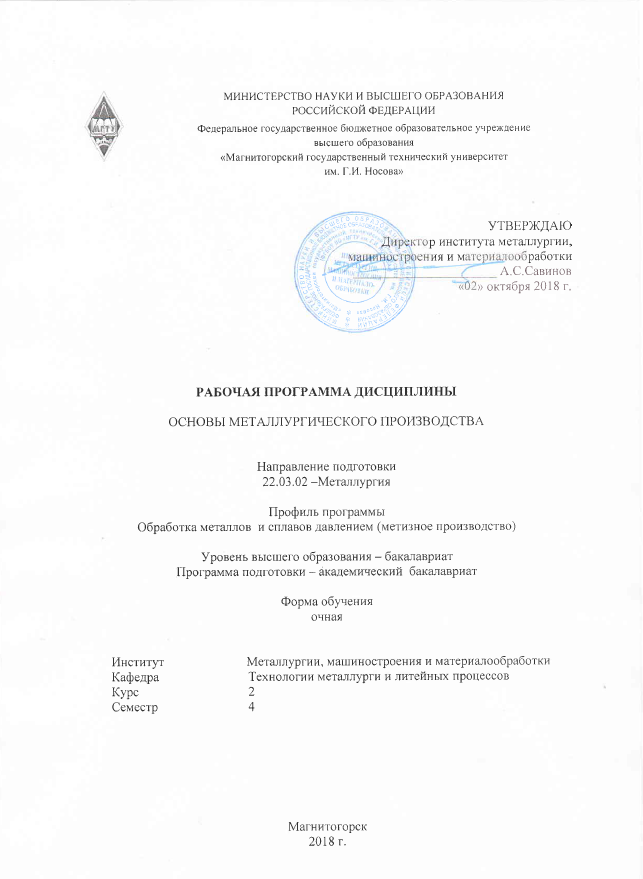 МИНИСТЕРСТВО НАУКИ И ВЫСШЕГО ОБРАЗОВАНИЯ
РОССИЙСКОЙ ФЕДЕРАЦИИ
Федеральное государственное бюджетное образовательное учреждение
высшего образования
«Магнитогорский государственный технический университет
им. Г.И. Носова»
МГТУ
УТВЕРЖДАЮ
Директор института металлургии,
машиностроения и материалообработки
А.С.Савинов
«02» октября 2018 г.
РАБОЧАЯ ПРОГРАММА ДИСЦИПЛИНЫ
ОСНОВЫ МЕТАЛЛУРГИЧЕСКОГО ПРОИЗВОДСТВА
Направление подготовки
22.03.02 –Металлургия
Профиль программы
Обработка металлов и сплавов давлением (метизное производство)
Уровень высшего образования – бакалавриат
Программа подготовки – академический бакалавриат
Форма обучения
очная
Институт Металлургии, машиностроения и материалообработки
Кафедра Технологии металлурги и литейных процессов
Курс 2
Семестр 4
Магнитогорск
2018 г.